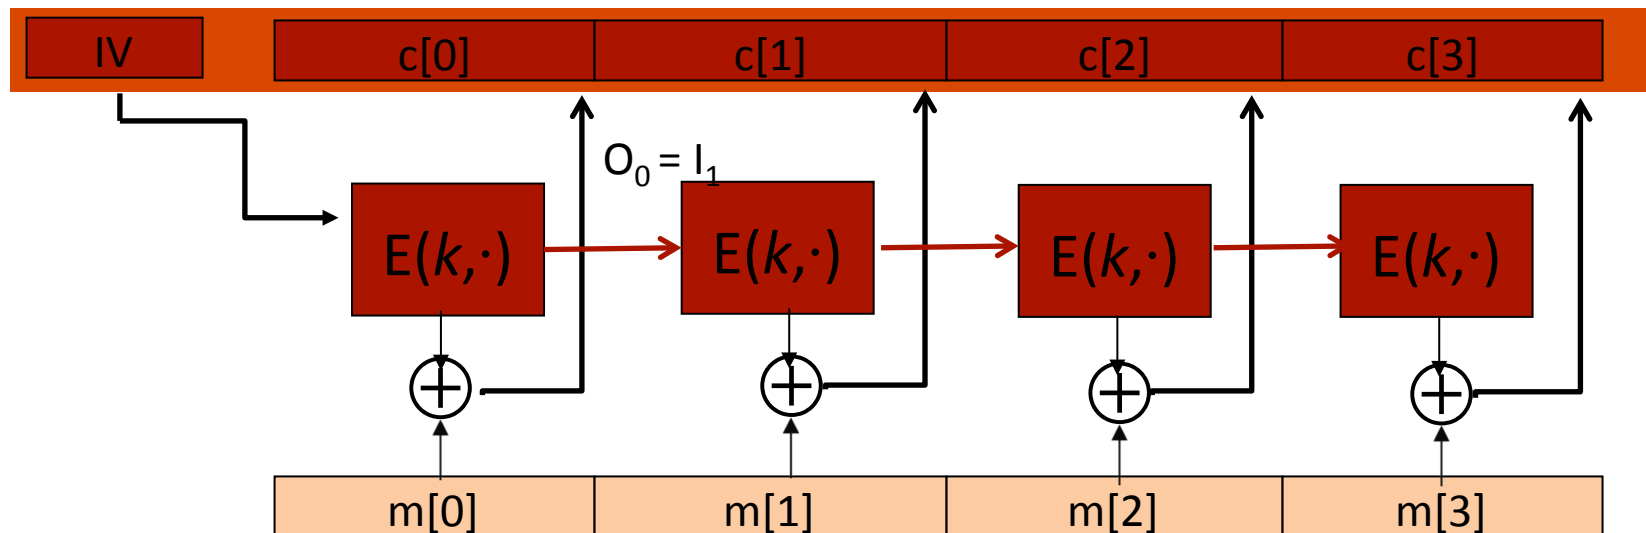 IV c[0] c[1] c[2] c[3]
O₀ = I₁
E(k,·) E(k,·) E(k,·) E(k,·)
m[0] m[1] m[2] m[3]